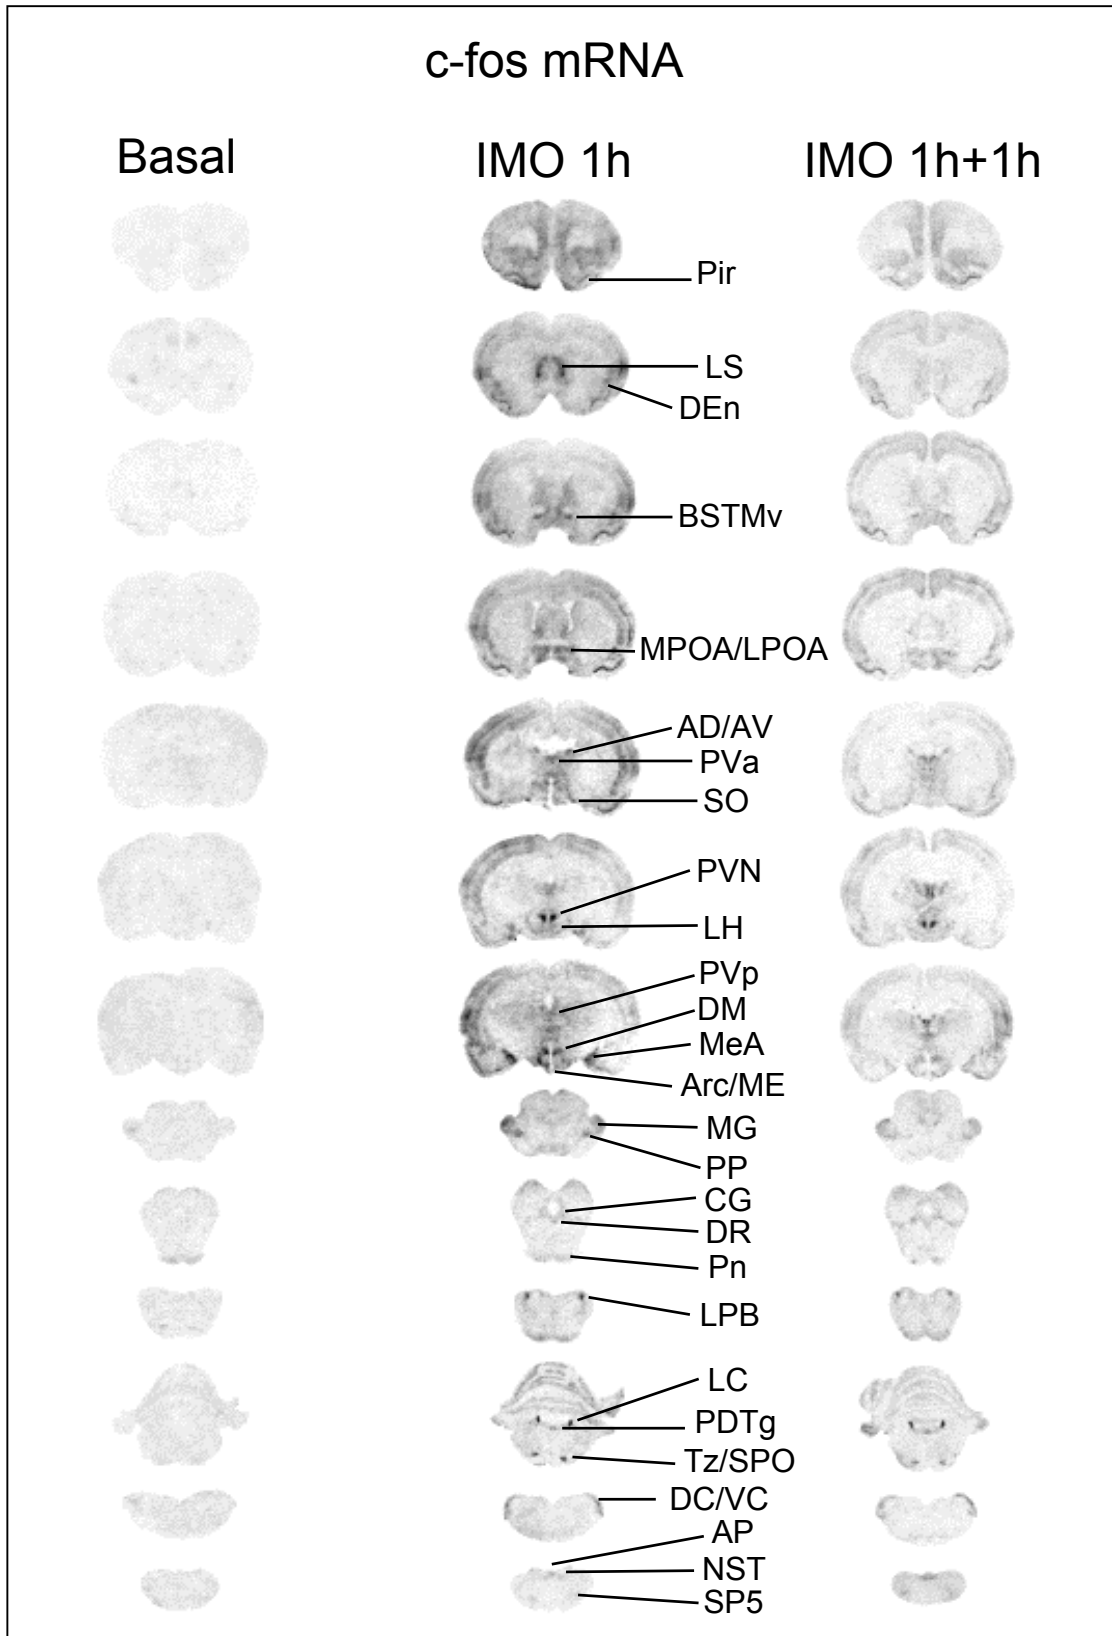 c-fos mRNA
Basal
IMO 1h
IMO 1h+1h
Pir
LS
DEn
BSTMv
MPOA/LPOA
AD/AV
PVa
SO
PVN
LH
PVp
DM
MeA
Arc/ME
MG
PP
CG
DR
Pn
LPB
LC
PDTg
Tz/SPO
DC/VC
AP
NST
SP5